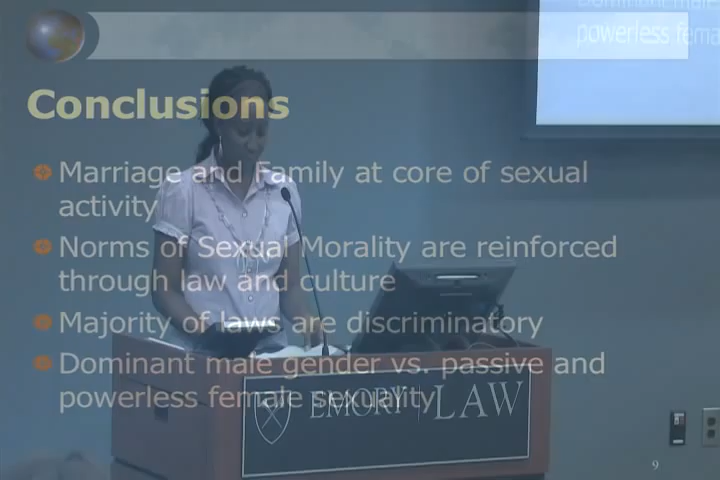 Dominant male
powerless fema
Conclusions
Marriage and Family at core of sexual
activity
Norms of Sexual Morality are reinforced
through law and culture
Majority of laws are discriminatory
Dominant male gender vs. passive and
powerless female sexuality
EMORY LAW
9